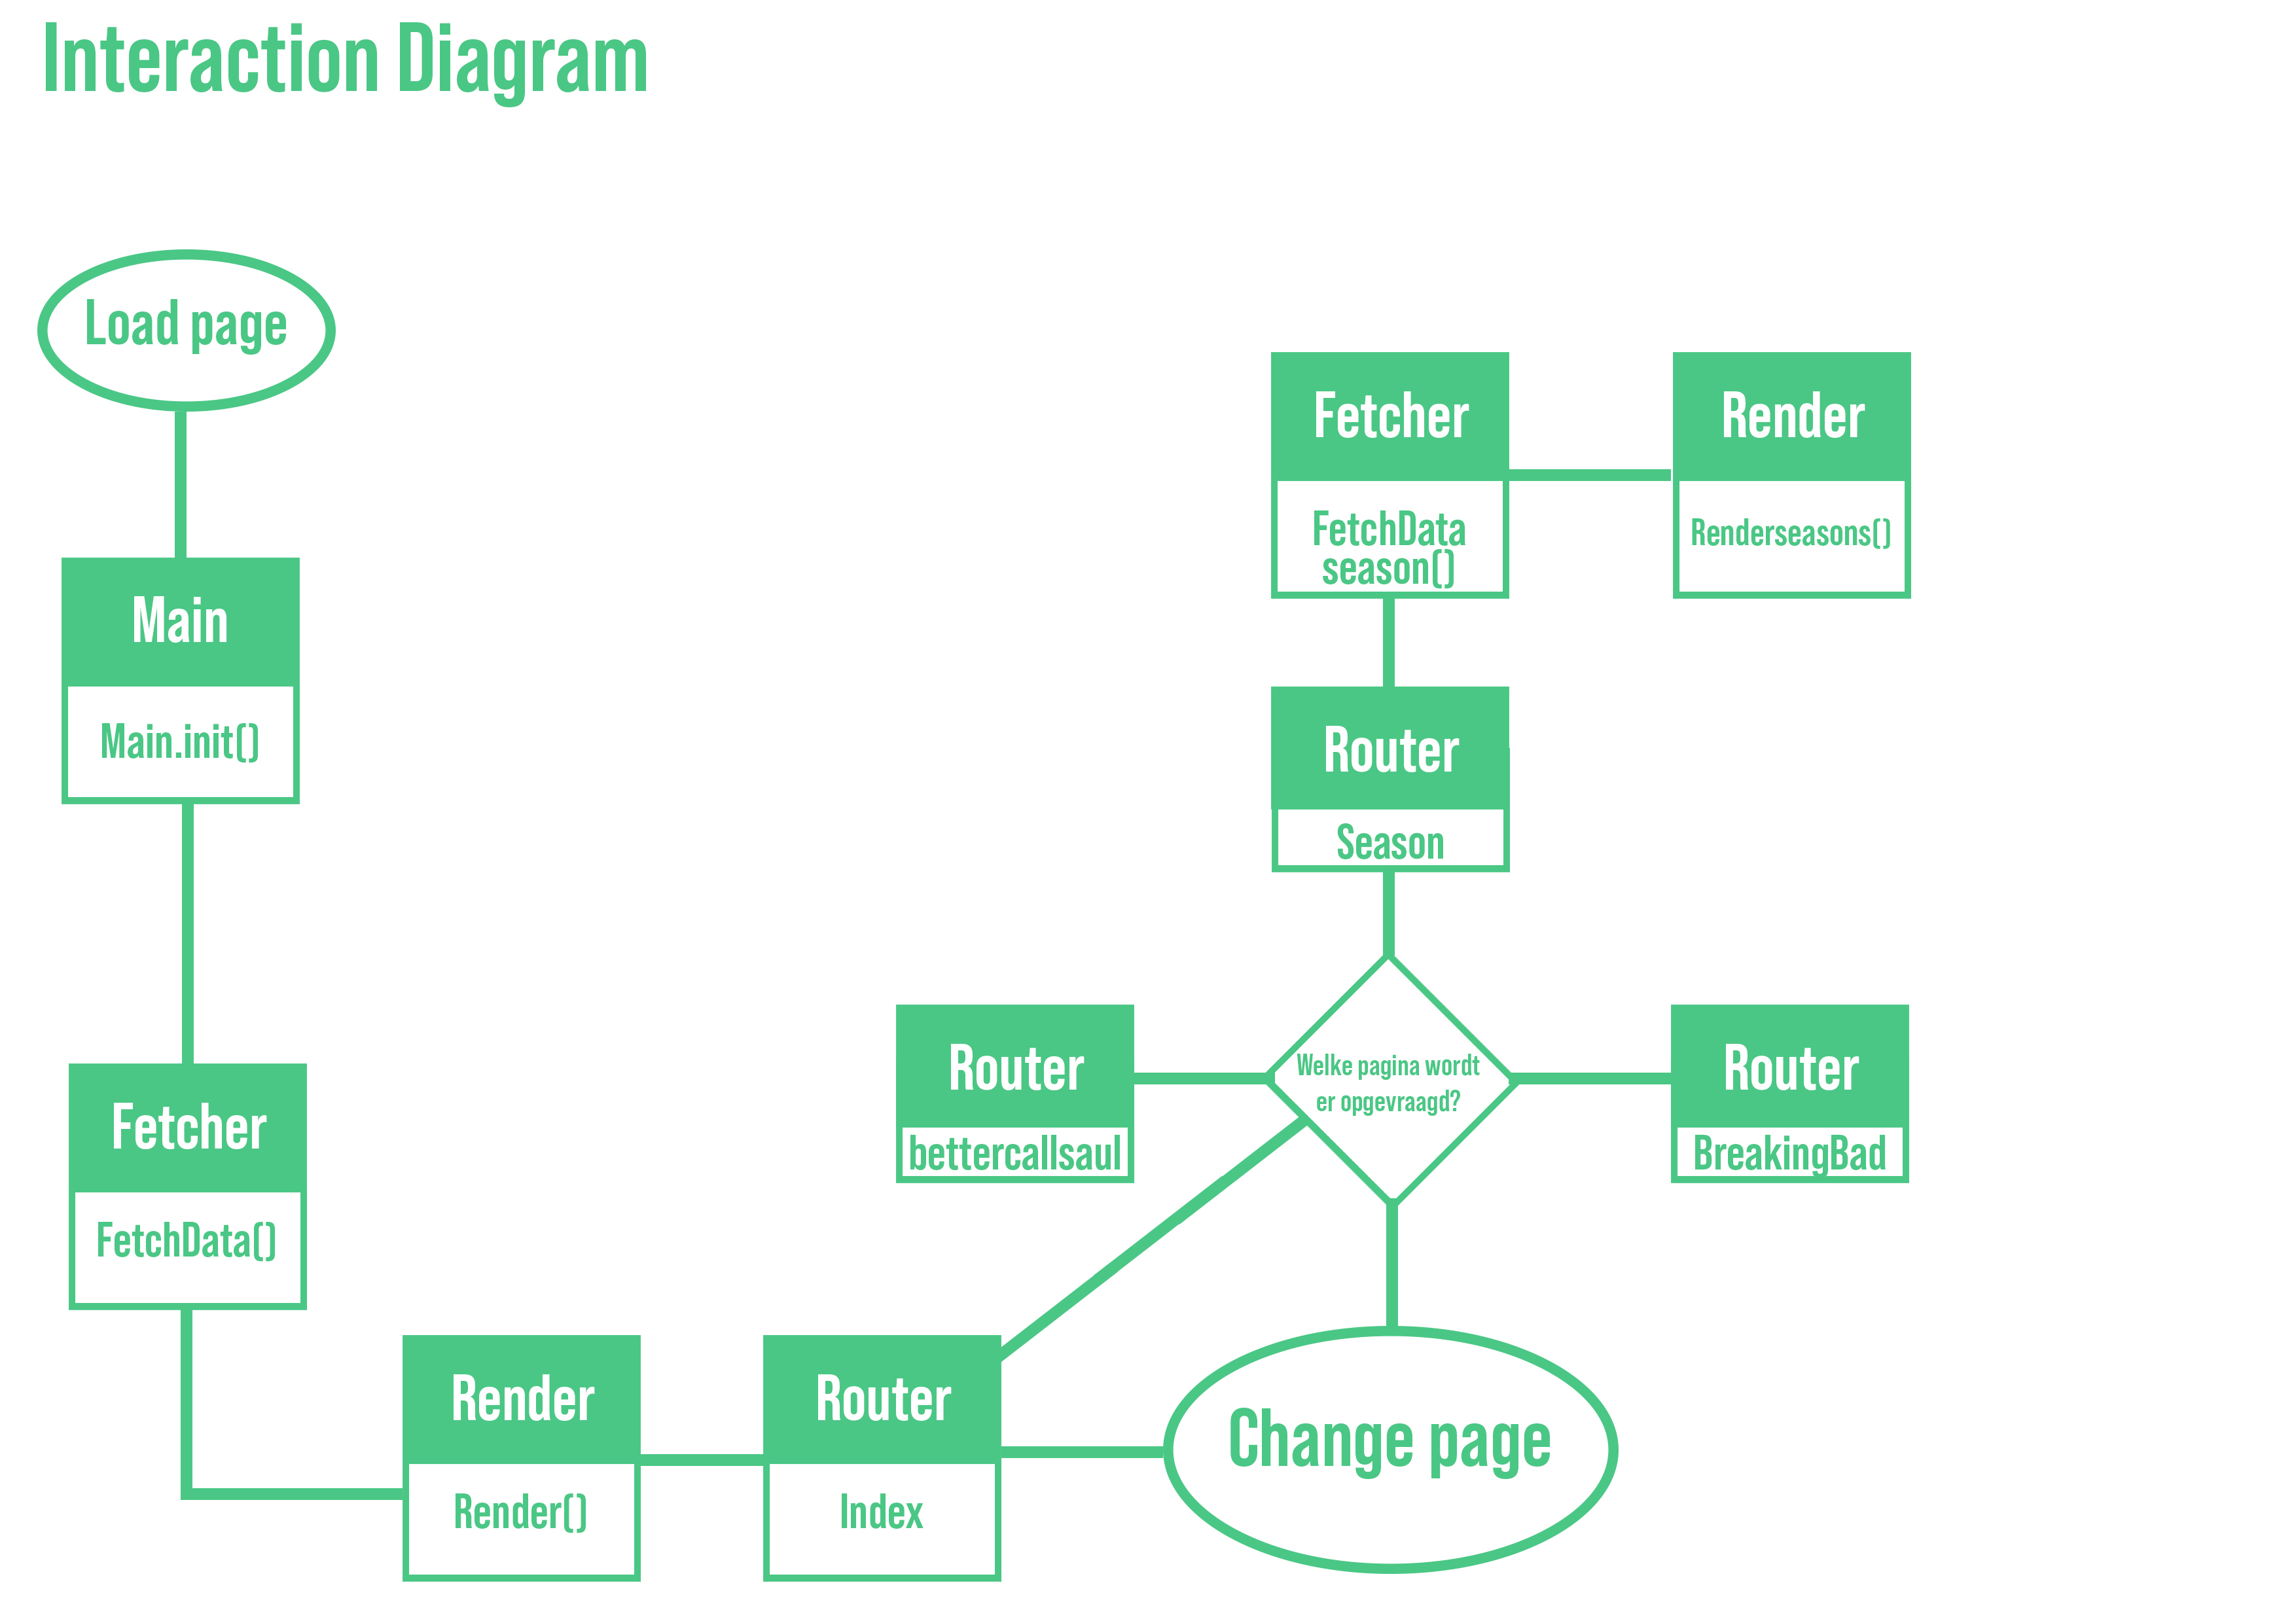 Interaction Diagram
Load page
Main
Main.init()
Fetcher
FetchData()
Render
Render()
Router
Index
Change page
Welke pagina wordt
er opgevraagd?
Router
bettercallsaul
Router
BreakingBad
Router
Season
Fetcher
FetchData
season()
Render
Renderseasons()